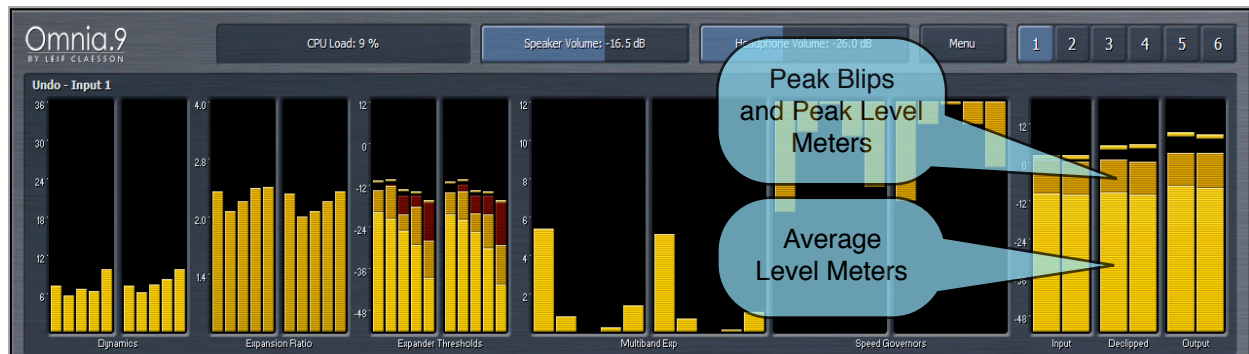 Omnia.9
BY LEIF CLAESSON
CPU Load: 9 %
Speaker Volume: -16.5 dB
Headphone Volume: -26.0 dB
Menu
1 2 3 4 5 6
Undo - Input 1
36
30
24
18
12
6
4.0
2.8
2.0
1.4
12
0
-12
-24
-36
-48
12
10
8
6
4
2
Peak Blips
and Peak Level
Meters
Average
Level Meters
12
0
-12
-24
-36
-48
Dynamics
Expansion Ratio
Expander Thresholds
Multiband Exp
Speed Governors
Input
Declipped
Output